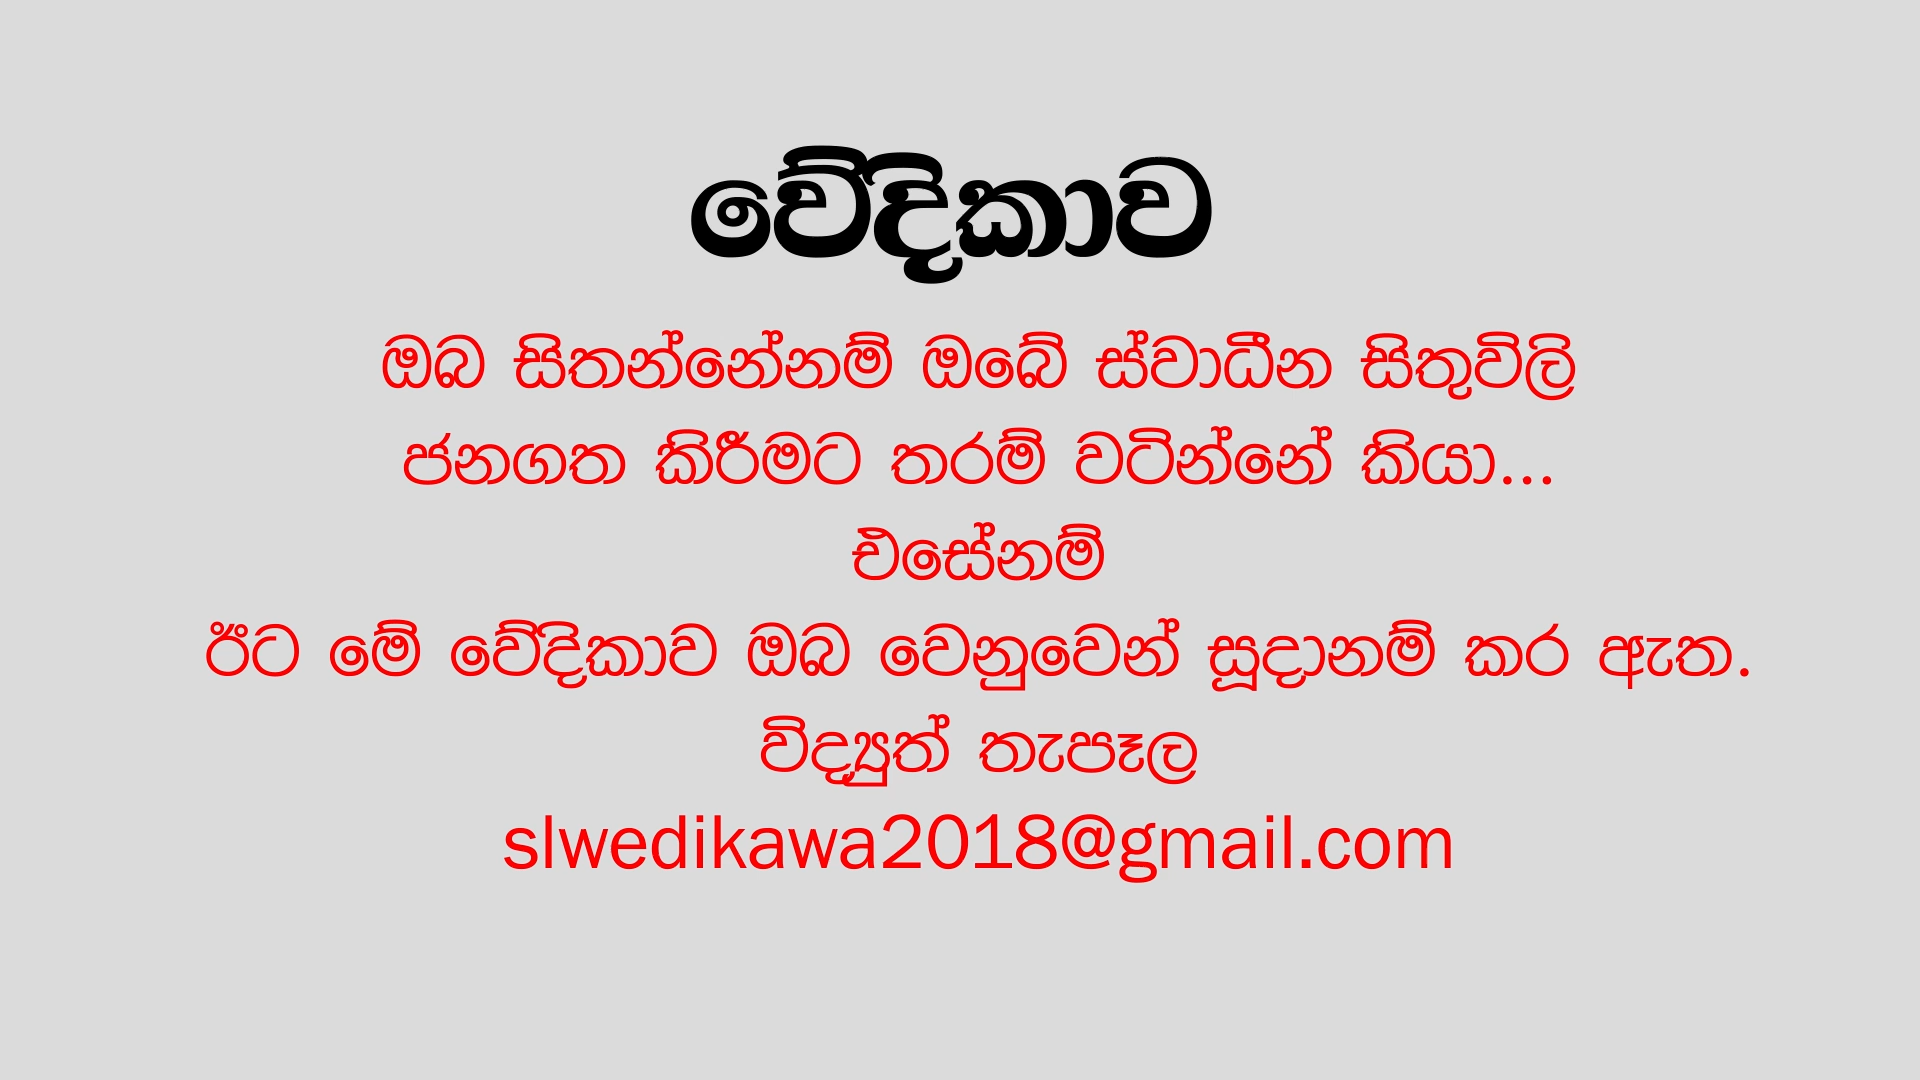 වේදිකාව
ඔබ සිතන්නේනම් ඔබේ ස්වාධීන සිතුවිලි
ජනගත කිරීමට තරම් වටින්නේ කියා...
එසේනම්
ඊට මේ වේදිකාව ඔබ වෙනුවෙන් සූදානම් කර ඇත.
විද්‍යුත් තැපෑල
slwedikawa2018@gmail.com